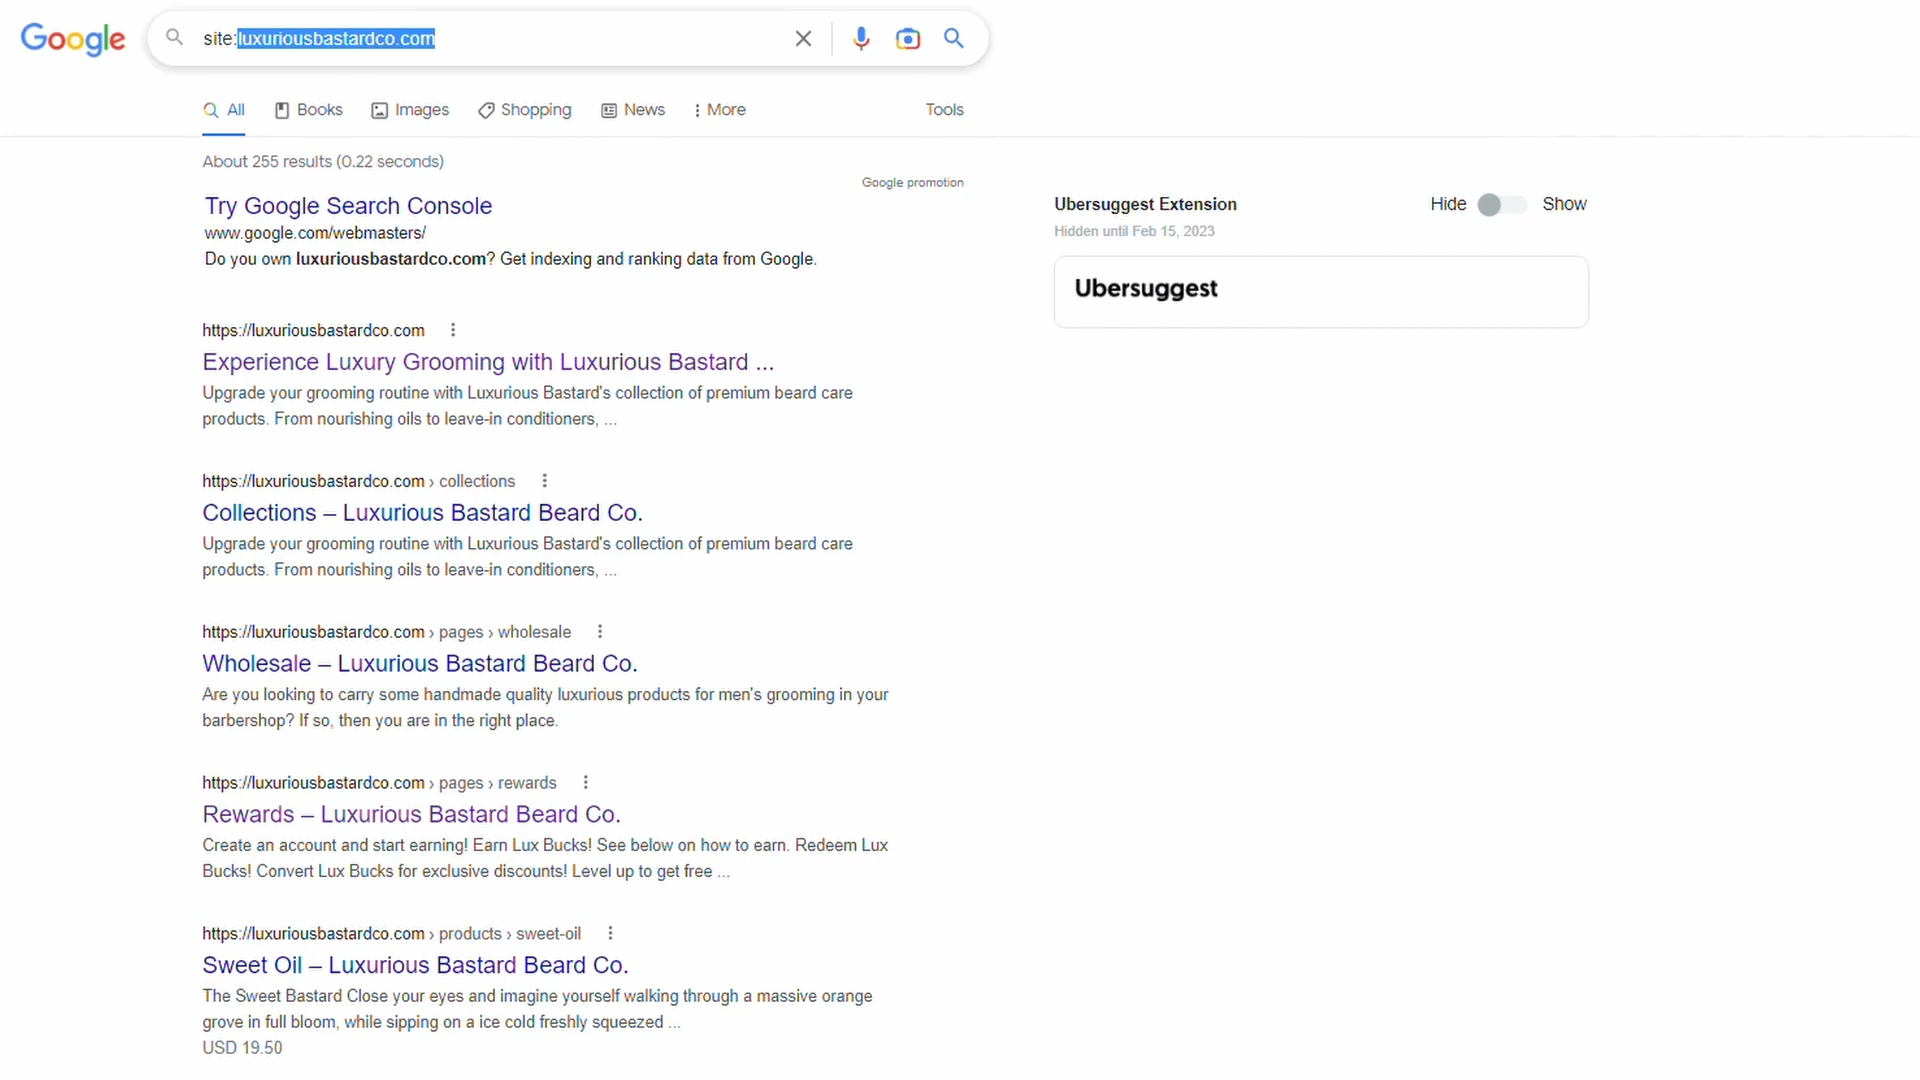 Google
site:luxuriousbastardco.com
All
Books
Images
Shopping
News
More
Tools
About 255 results (0.22 seconds)
Google promotion
Try Google Search Console
www.google.com/webmasters/
Do you own luxuriousbastardco.com? Get indexing and ranking data from Google.
Ubersuggest Extension
Hide
Show
Hidden until Feb 15, 2023
Ubersuggest
https://luxuriousbastardco.com
Experience Luxury Grooming with Luxurious Bastard ...
Upgrade your grooming routine with Luxurious Bastard's collection of premium beard care
products. From nourishing oils to leave-in conditioners, ...
https://luxuriousbastardco.com › collections
Collections – Luxurious Bastard Beard Co.
Upgrade your grooming routine with Luxurious Bastard's collection of premium beard care
products. From nourishing oils to leave-in conditioners, ...
https://luxuriousbastardco.com › pages › wholesale
Wholesale – Luxurious Bastard Beard Co.
Are you looking to carry some handmade quality luxurious products for men's grooming in your
barbershop? If so, then you are in the right place.
https://luxuriousbastardco.com › pages › rewards
Rewards – Luxurious Bastard Beard Co.
Create an account and start earning! Earn Lux Bucks! See below on how to earn. Redeem Lux
Bucks! Convert Lux Bucks for exclusive discounts! Level up to get free ...
https://luxuriousbastardco.com › products › sweet-oil
Sweet Oil – Luxurious Bastard Beard Co.
The Sweet Bastard Close your eyes and imagine yourself walking through a massive orange
grove in full bloom, while sipping on a ice cold freshly squeezed ...
USD 19.50